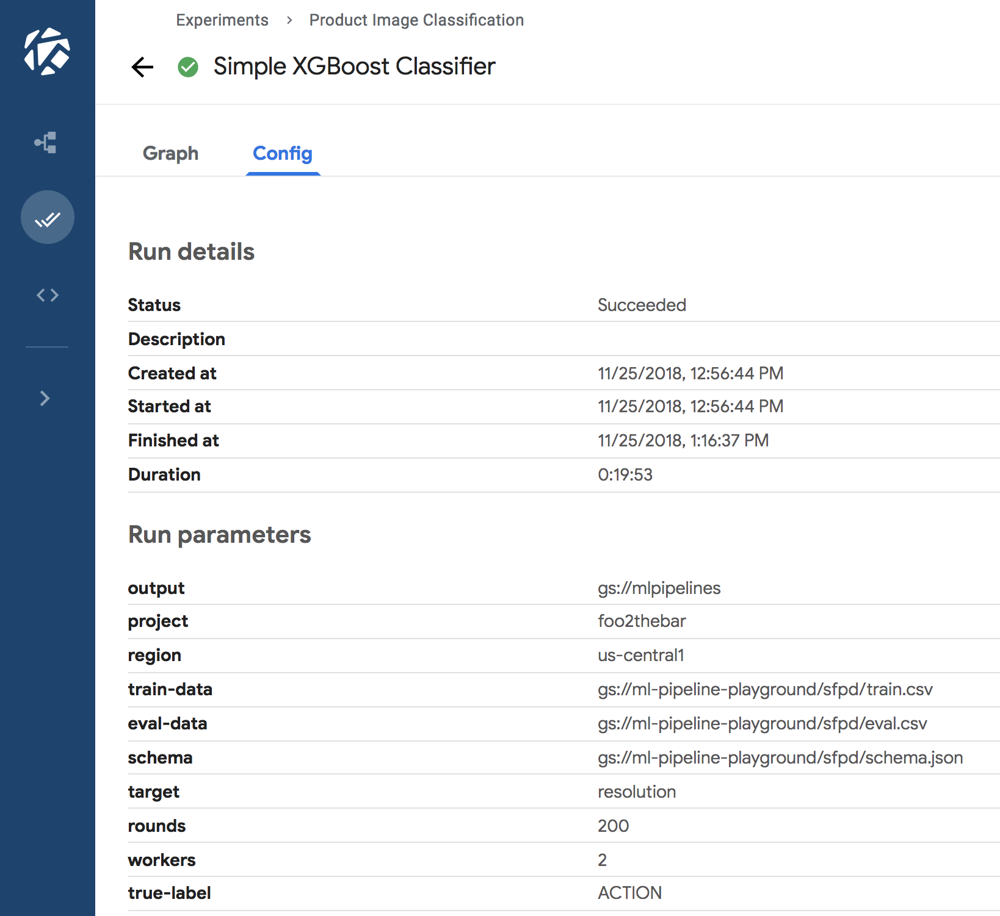 Experiments > Product Image Classification
Simple XGBoost Classifier
Graph Config
Run details
Status Succeeded
Description
Created at 11/25/2018, 12:56:44 PM
Started at 11/25/2018, 12:56:44 PM
Finished at 11/25/2018, 1:16:37 PM
Duration 0:19:53
Run parameters
output gs://mlpipelines
project foo2thebar
region us-central1
train-data gs://ml-pipeline-playground/sfpd/train.csv
eval-data gs://ml-pipeline-playground/sfpd/eval.csv
schema gs://ml-pipeline-playground/sfpd/schema.json
target resolution
rounds 200
workers 2
true-label ACTION